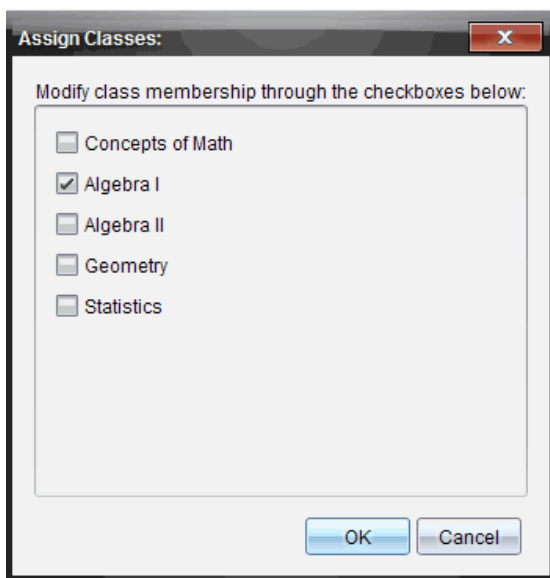 Assign Classes:
Modify class membership through the checkboxes below:
Concepts of Math
Algebra I
Algebra II
Geometry
Statistics
OK Cancel